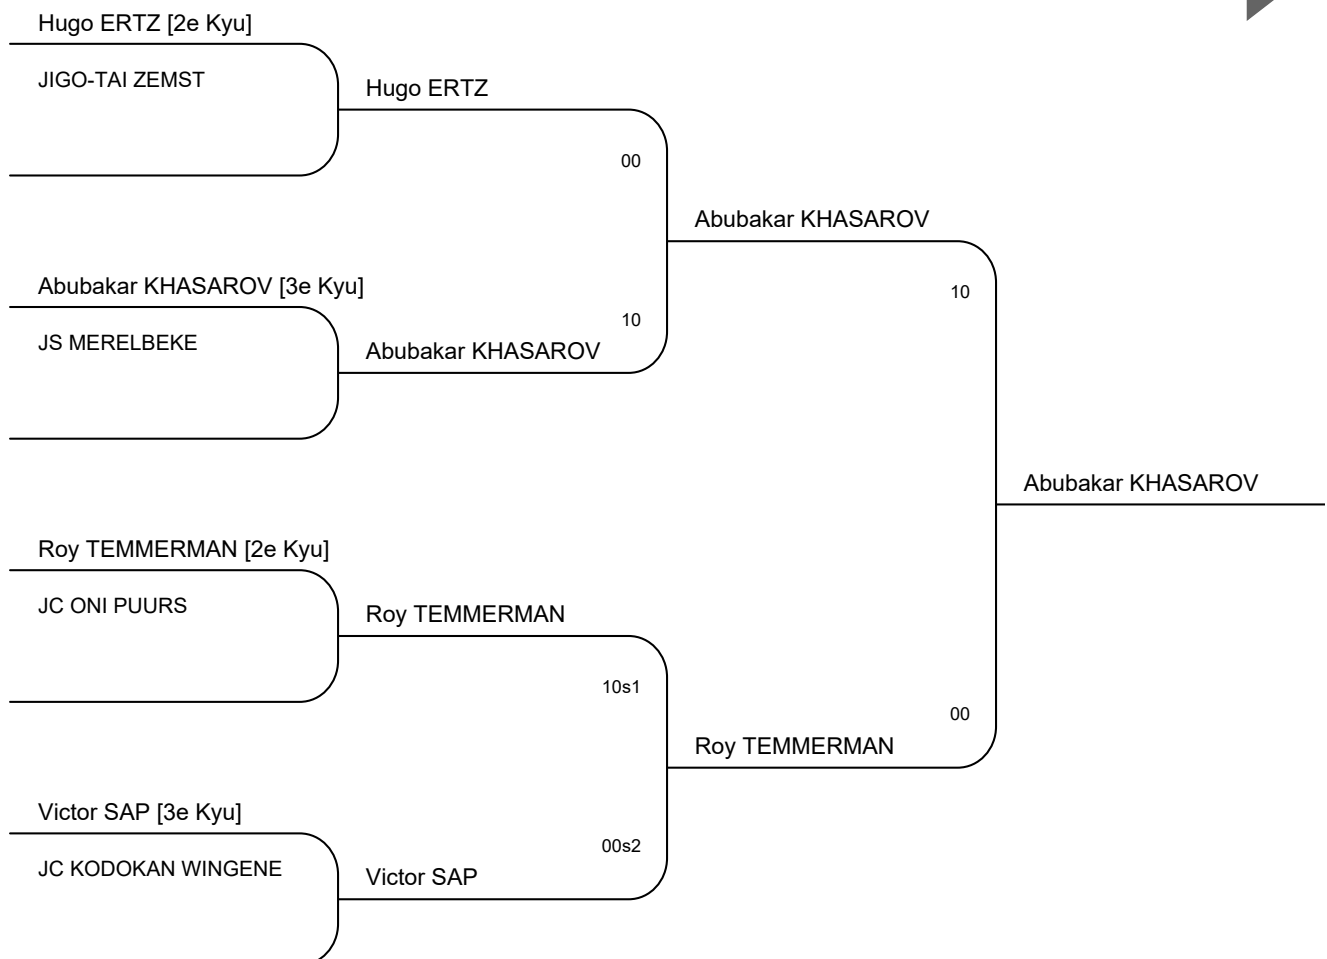 Hugo ERTZ [2e Kyu]
JIGO-TAI ZEMST
Hugo ERTZ
00
Abubakar KHASAROV
Abubakar KHASAROV [3e Kyu]
10
10
JS MERELBEKE
Abubakar KHASAROV
Abubakar KHASAROV
Roy TEMMERMAN [2e Kyu]
JC ONI PUURS
Roy TEMMERMAN
10s1
00
Roy TEMMERMAN
Victor SAP [3e Kyu]
00s2
JC KODOKAN WINGENE
Victor SAP